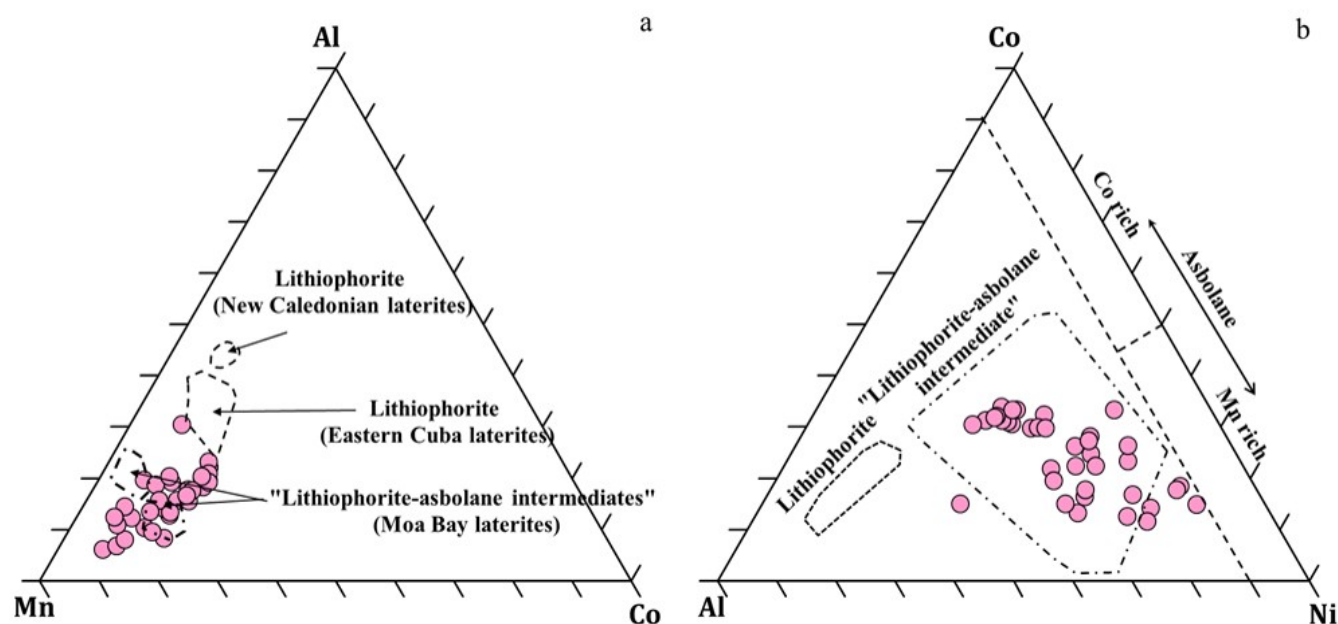 a
Al
Lithiophorite
(New Caledonian laterites)
Lithiophorite
(Eastern Cuba laterites)
"Lithiophorite-asbolane intermediates"
(Moa Bay laterites)
Mn
Co
b
Co
Co rich
Asbolane
Mn rich
"Lithiophorite-asbolane
intermediate"
Lithiophorite
Al
Ni